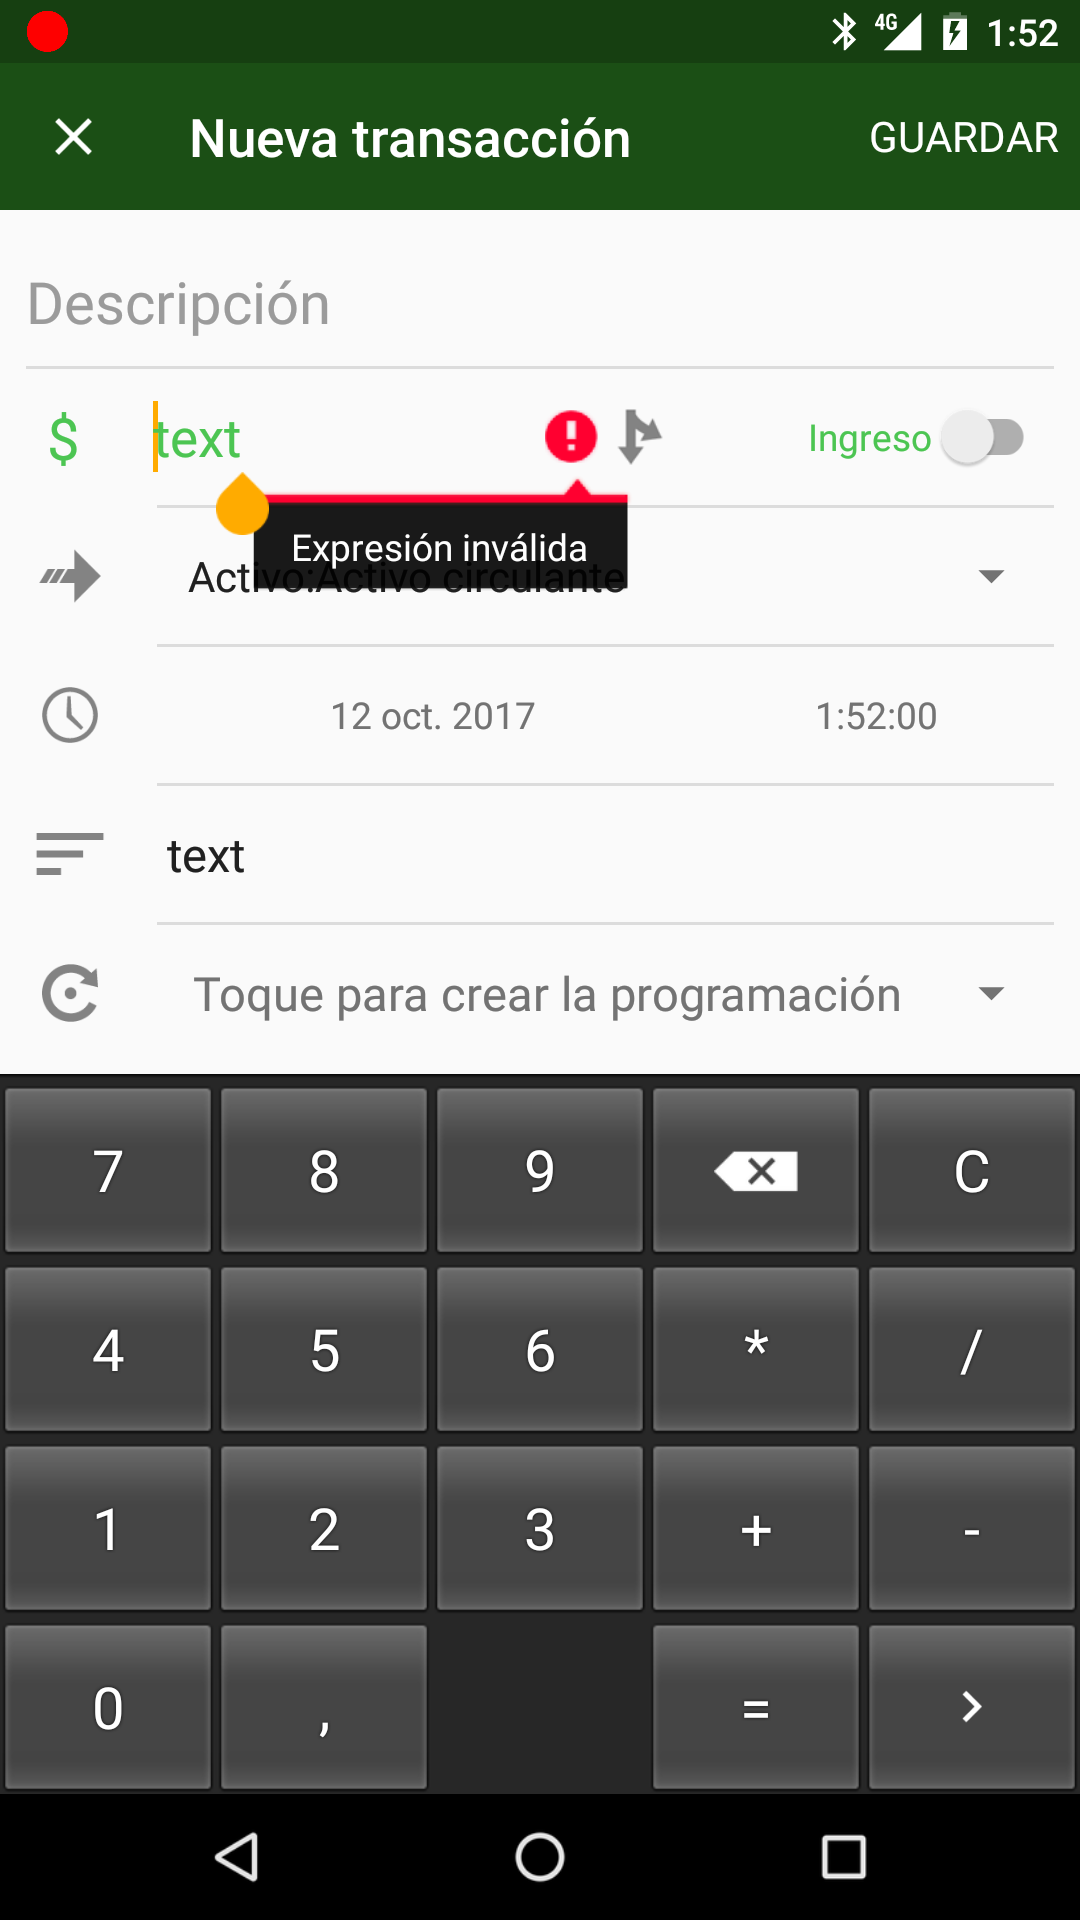 4G 1:52
Nueva transacción GUARDAR
Descripción
$ text Ingreso
Expresión inválida
Activo:Activo circulante
12 oct. 2017 1:52:00
text
Toque para crear la programación
7 8 9 C
4 5 6 * /
1 2 3 + -
0 , = >